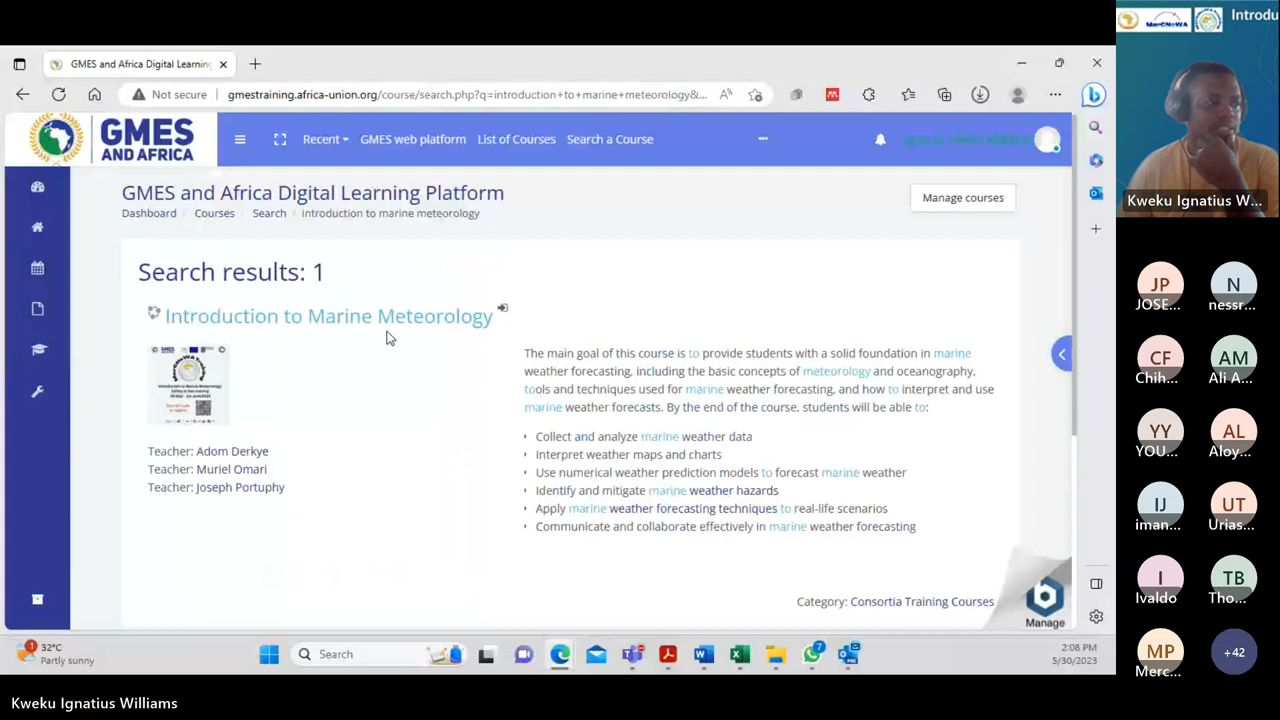 GMES and Africa Digital Learning
Not secure
gmestraining.africa-union.org/course/search.php?q=introduction+to+marine+meteorology&...
GMES
AND AFRICA
Recent
GMES web platform
List of Courses
Search a Course
GMES and Africa Digital Learning Platform
Manage courses
Dashboard
Courses
Search
introduction to marine meteorology
Search results: 1
Introduction to Marine Meteorology
The main goal of this course is to provide students with a solid foundation in marine
weather forecasting, including the basic concepts of meteorology and oceanography,
tools and techniques used for marine weather forecasting, and how to interpret and use
marine weather forecasts. By the end of the course, students will be able to:
Collect and analyze marine weather data
Interpret weather maps and charts
Use numerical weather prediction models to forecast marine weather
Identify and mitigate marine weather hazards
Apply marine weather forecasting techniques to real-life scenarios
Communicate and collaborate effectively in marine weather forecasting
Teacher: Adom Derkye
Teacher: Muriel Omari
Teacher: Joseph Portuphy
Category: Consortia Training Courses
Manage
1
32°C
Partly sunny
Search
7
2:08 PM
5/30/2023
Kweku Ignatius Williams
MarCNoWA
Introdu
Kweku Ignatius W...
JP
JOSE...
N
nessr...
CF
Chih...
AM
Ali A...
YY
YOU...
AL
Aloy...
IJ
iman...
UT
Urias...
I
Ivaldo
TB
Tho...
MP
Merc...
+42